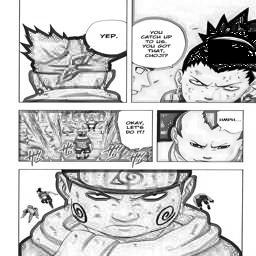 YOU
CATCH UP
TO US.
YOU GOT
THAT,
CHOJI?
YEP.
HMPH...
OKAY,
LET'S
DO IT!